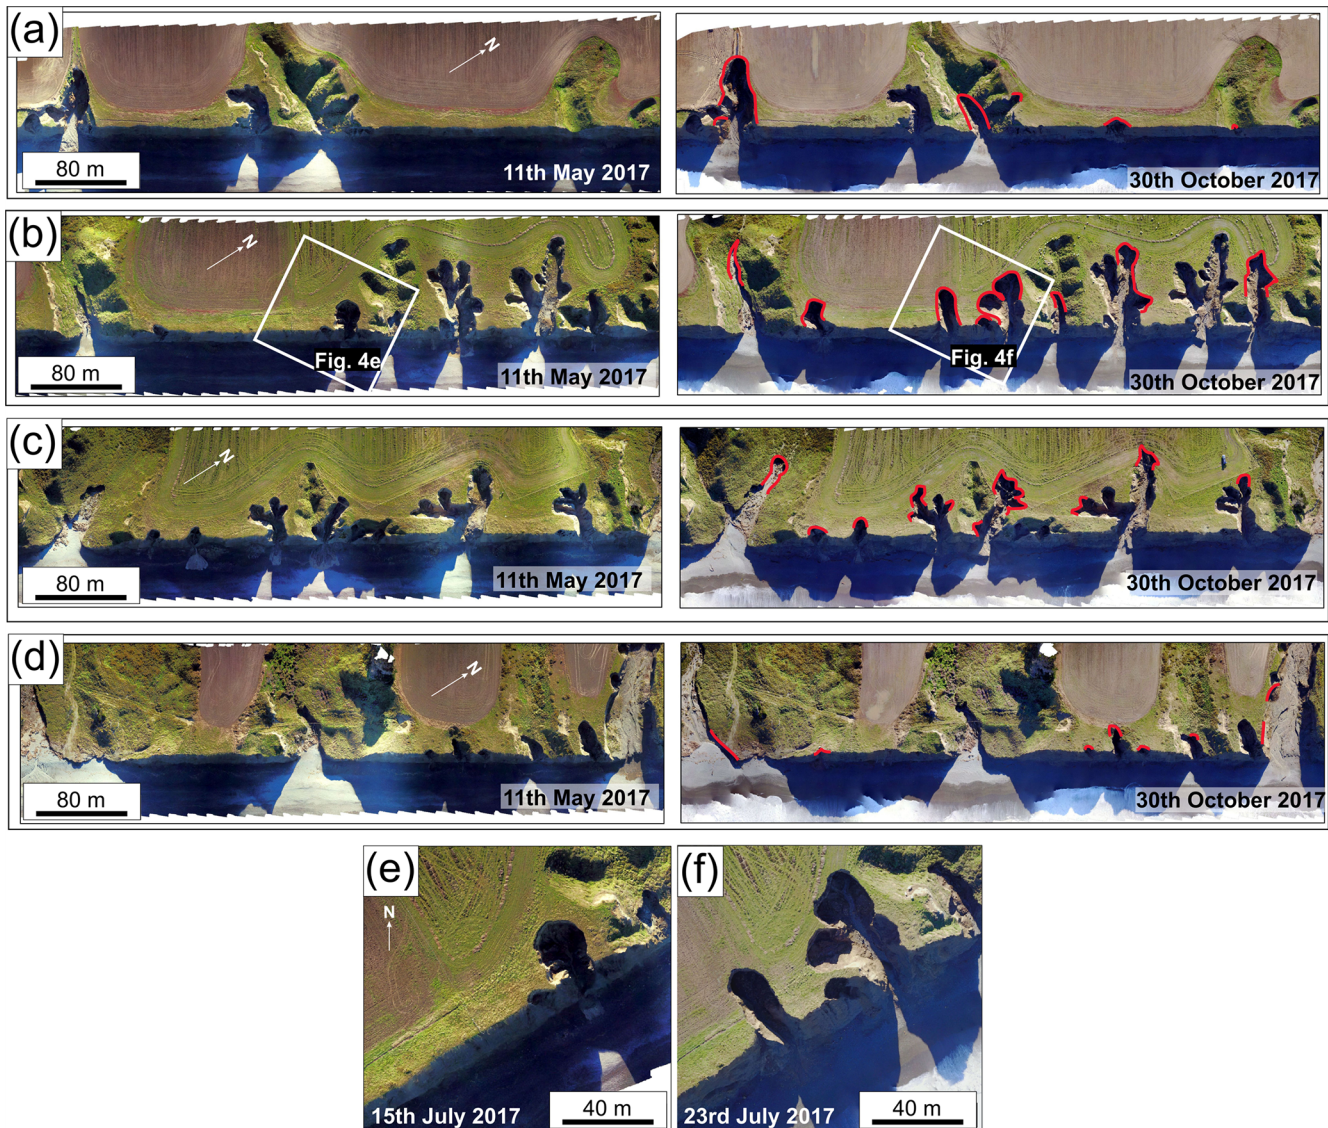 (a)
N
80 m
11th May 2017
30th October 2017
(b)
N
Fig. 4e
80 m
11th May 2017
Fig. 4f
30th October 2017
(c)
N
80 m
11th May 2017
30th October 2017
(d)
N
80 m
11th May 2017
30th October 2017
(e)
N
15th July 2017
40 m
(f)
23rd July 2017
40 m